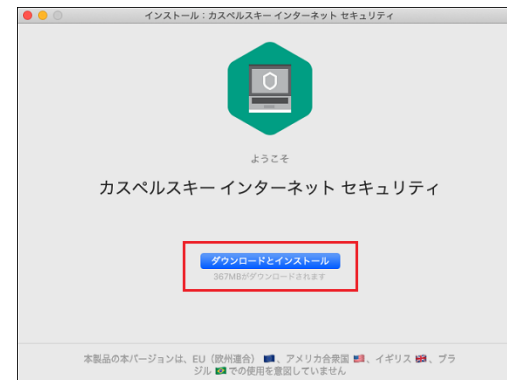 インストール：カスペルスキー インターネット セキュリティ
ようこそ
カスペルスキー インターネット セキュリティ
ダウンロードとインストール
367MBがダウンロードされます
本製品の本バージョンは、EU（欧州連合）🇪🇺、アメリカ合衆国 🇺🇸、イギリス 🇬🇧、ブラ
ジル 🇧🇷 での使用を意図していません